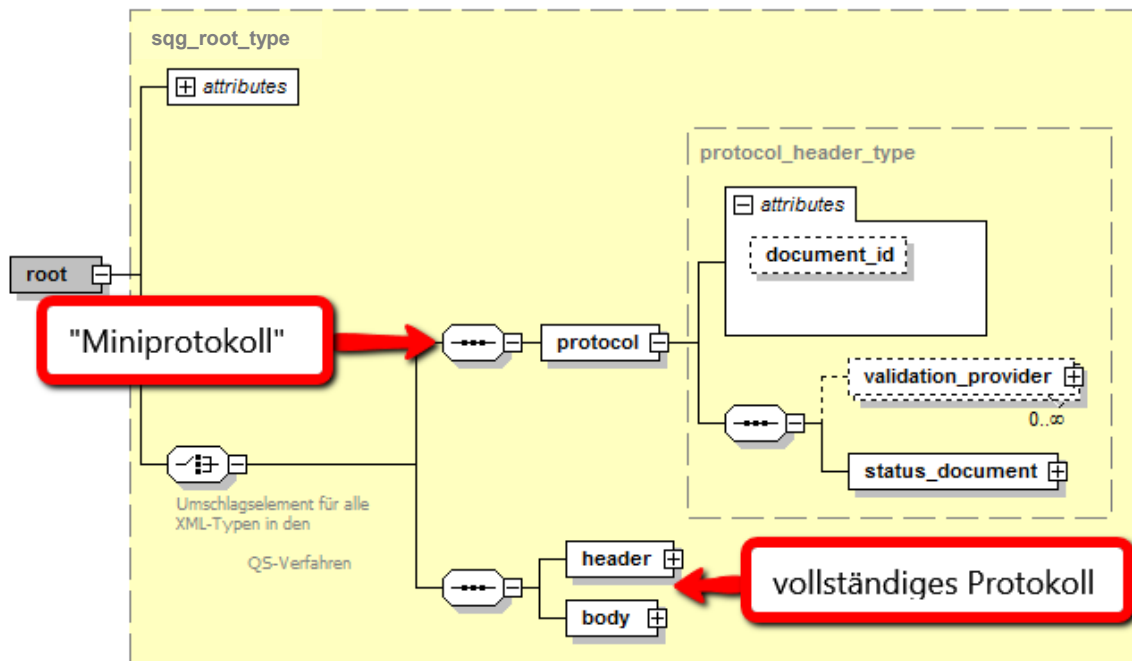 sqg_root_type
attributes
protocol_header_type
attributes
document_id
root
"Miniprotokoll"
protocol
validation_provider
0..∞
status_document
Umschlagselement für alle
XML-Typen in den
QS-Verfahren
header
vollständiges Protokoll
body